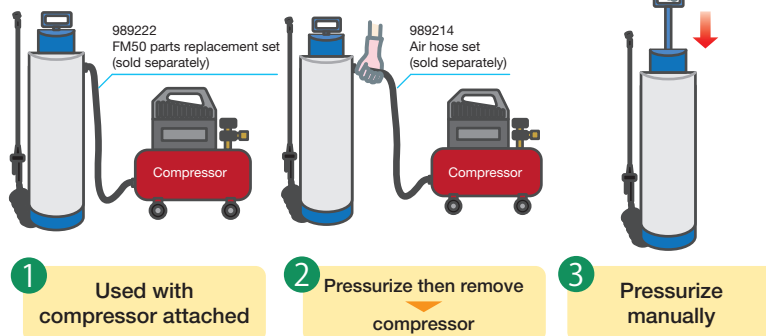 989222
FM50 parts replacement set
(sold separately)
989214
Air hose set
(sold separately)
Compressor
Compressor
1
Used with
compressor attached
2
Pressurize then remove
compressor
3
Pressurize
manually